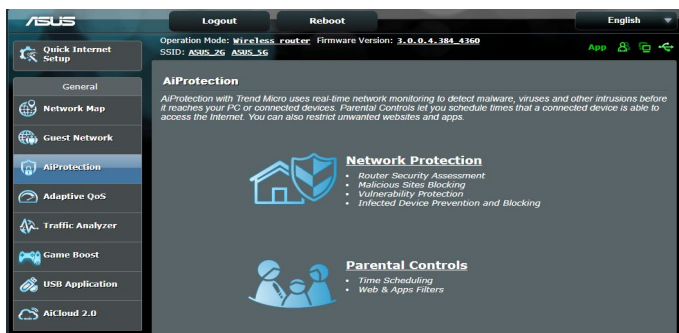 ASUS
Logout
Reboot
English
Quick Internet
Setup
Operation Mode: Wireless router Firmware Version: 3.0.0.4.384_4360
SSID: ASUS_2G ASUS_5G
App
General
Network Map
Guest Network
AiProtection
Adaptive QoS
Traffic Analyzer
Game Boost
USB Application
AiCloud 2.0
AiProtection
AiProtection with Trend Micro uses real-time network monitoring to detect malware, viruses and other intrusions before
it reaches your PC or connected devices. Parental Controls let you schedule times that a connected device is able to
access the Internet. You can also restrict unwanted websites and apps.
Network Protection
• Router Security Assessment
• Malicious Sites Blocking
• Vulnerability Protection
• Infected Device Prevention and Blocking
Parental Controls
• Time Scheduling
• Web & Apps Filters